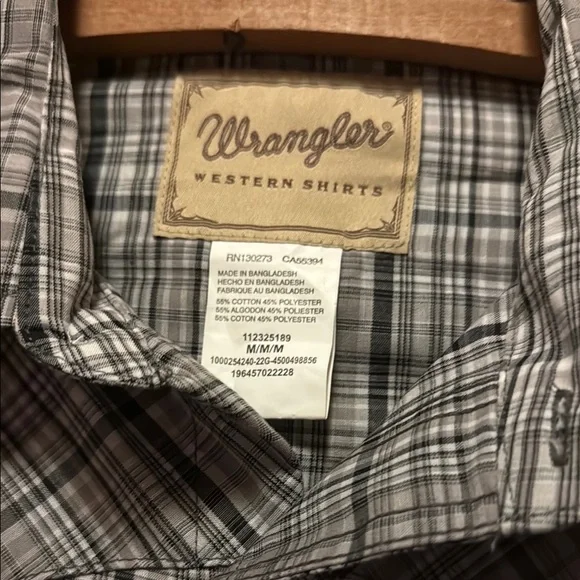 Wrangler®
WESTERN SHIRTS
RN130273 CA55394
MADE IN BANGLADESH
HECHO EN BANGLADESH
FABRIQUE AU BANGLADESH
55% COTTON 45% POLYESTER
55% ALGODON 45% POLIESTER
55% COTON 45% POLYESTER
112325189
M/M/M
1000254240-22G-4500498856
196457022228